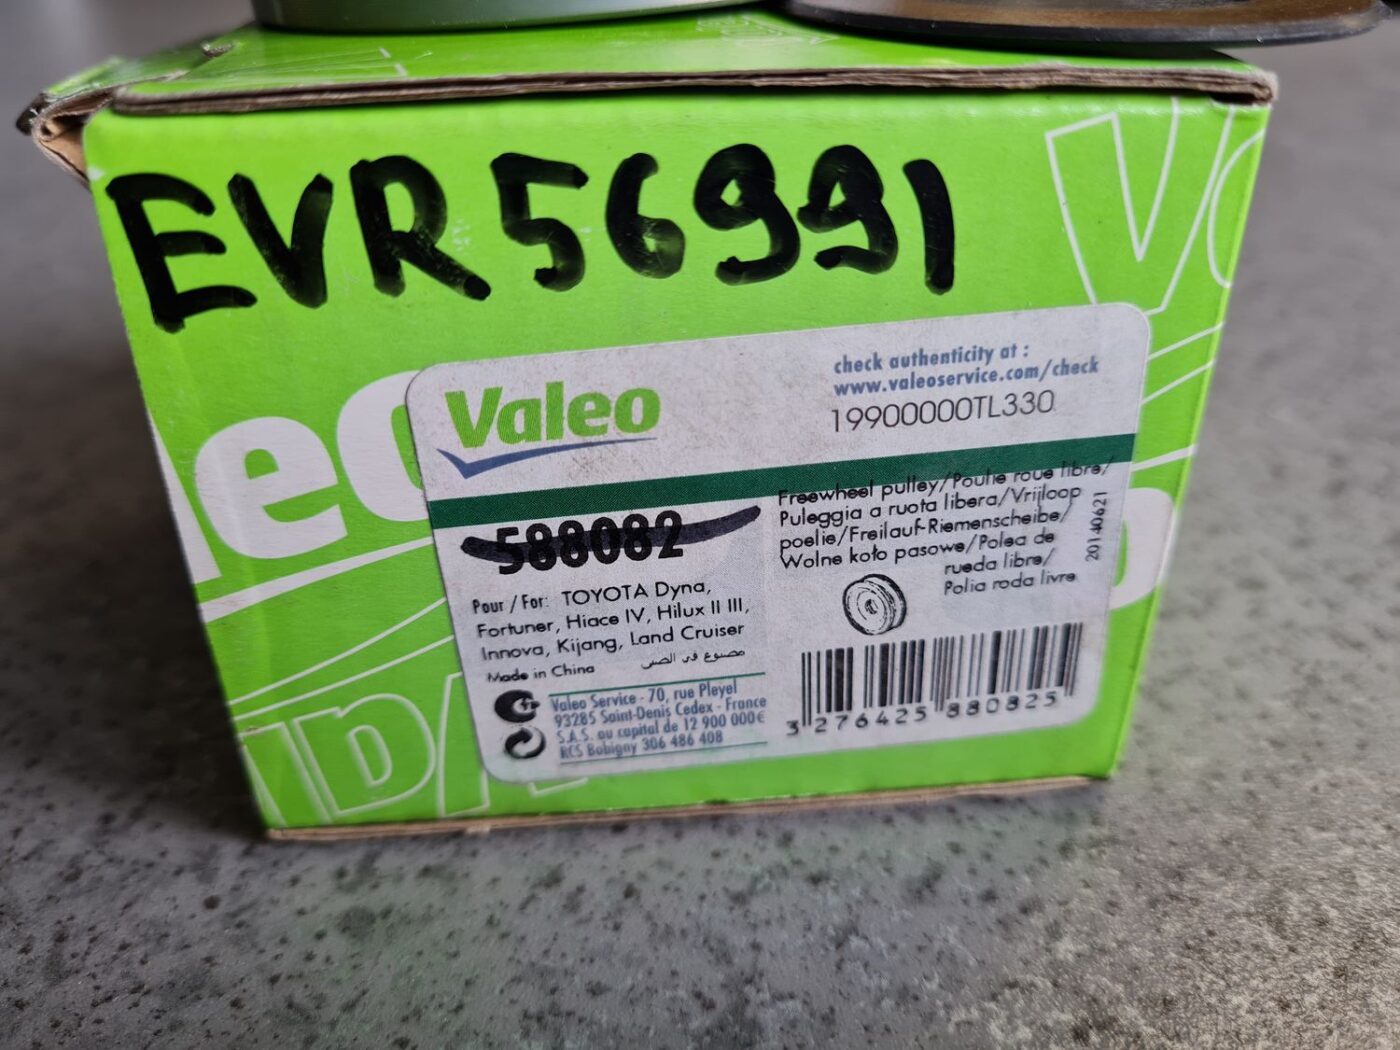 EVR 56991
Valeo
check authenticity at :
www.valeoservice.com/check
19900000TL330
588082
Freewheel pulley/Poulie roue libre/
Puleggia a ruota libera/Vrijloop
poelie/Freilauf-Riemenscheibe/
Wolne koło pasowe/Polea de
rueda libre/
Polia roda livre
20140621
Pour / For: TOYOTA Dyna,
Fortuner, Hiace IV, Hilux II III,
Innova, Kijang, Land Cruiser
Made in China
مصنوع في الصين
Valeo Service - 70, rue Pleyel
93285 Saint-Denis Cedex - France
S.A.S. au capital de 12 900 000€
RCS Bobigny 306 486 408
3 276425 880825